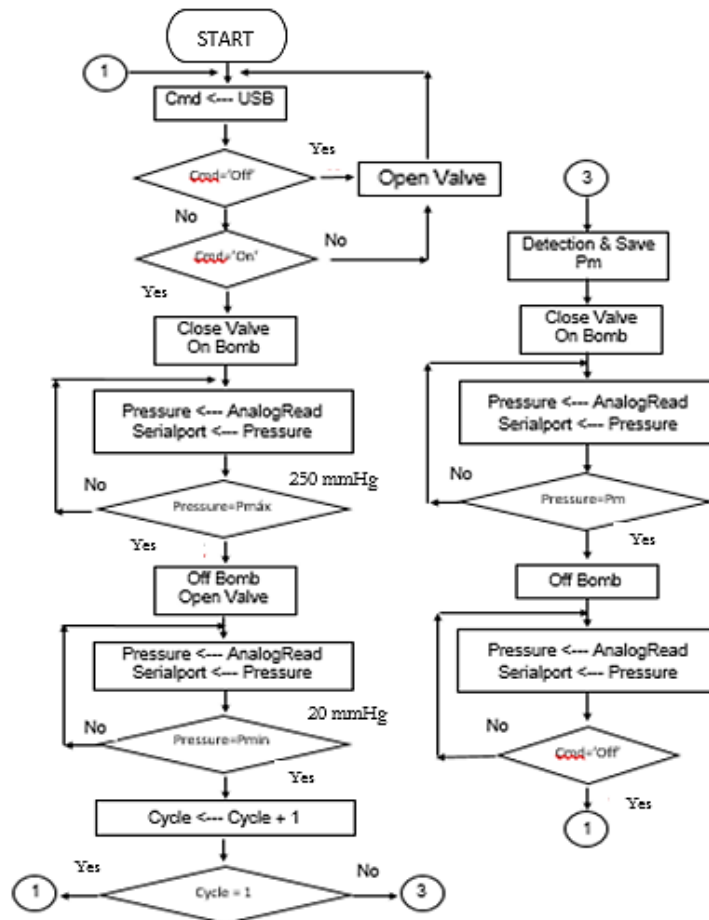 START
1
Cmd <--- USB
Yes
Cmd='Off'
Open Valve
No
Cmd='On'
No
Yes
Close Valve
On Bomb
Pressure <--- AnalogRead
Serialport <--- Pressure
250 mmHg
No
Pressure=Pmáx
Yes
Off Bomb
Open Valve
Pressure <--- AnalogRead
Serialport <--- Pressure
20 mmHg
No
Pressure=Pmin
Yes
Cycle <--- Cycle + 1
Yes
No
1
Cycle = 1
3
3
Detection & Save
Pm
Close Valve
On Bomb
Pressure <--- AnalogRead
Serialport <--- Pressure
No
Pressure=Pm
Yes
Off Bomb
Pressure <--- AnalogRead
Serialport <--- Pressure
No
Cmd='Off'
Yes
1